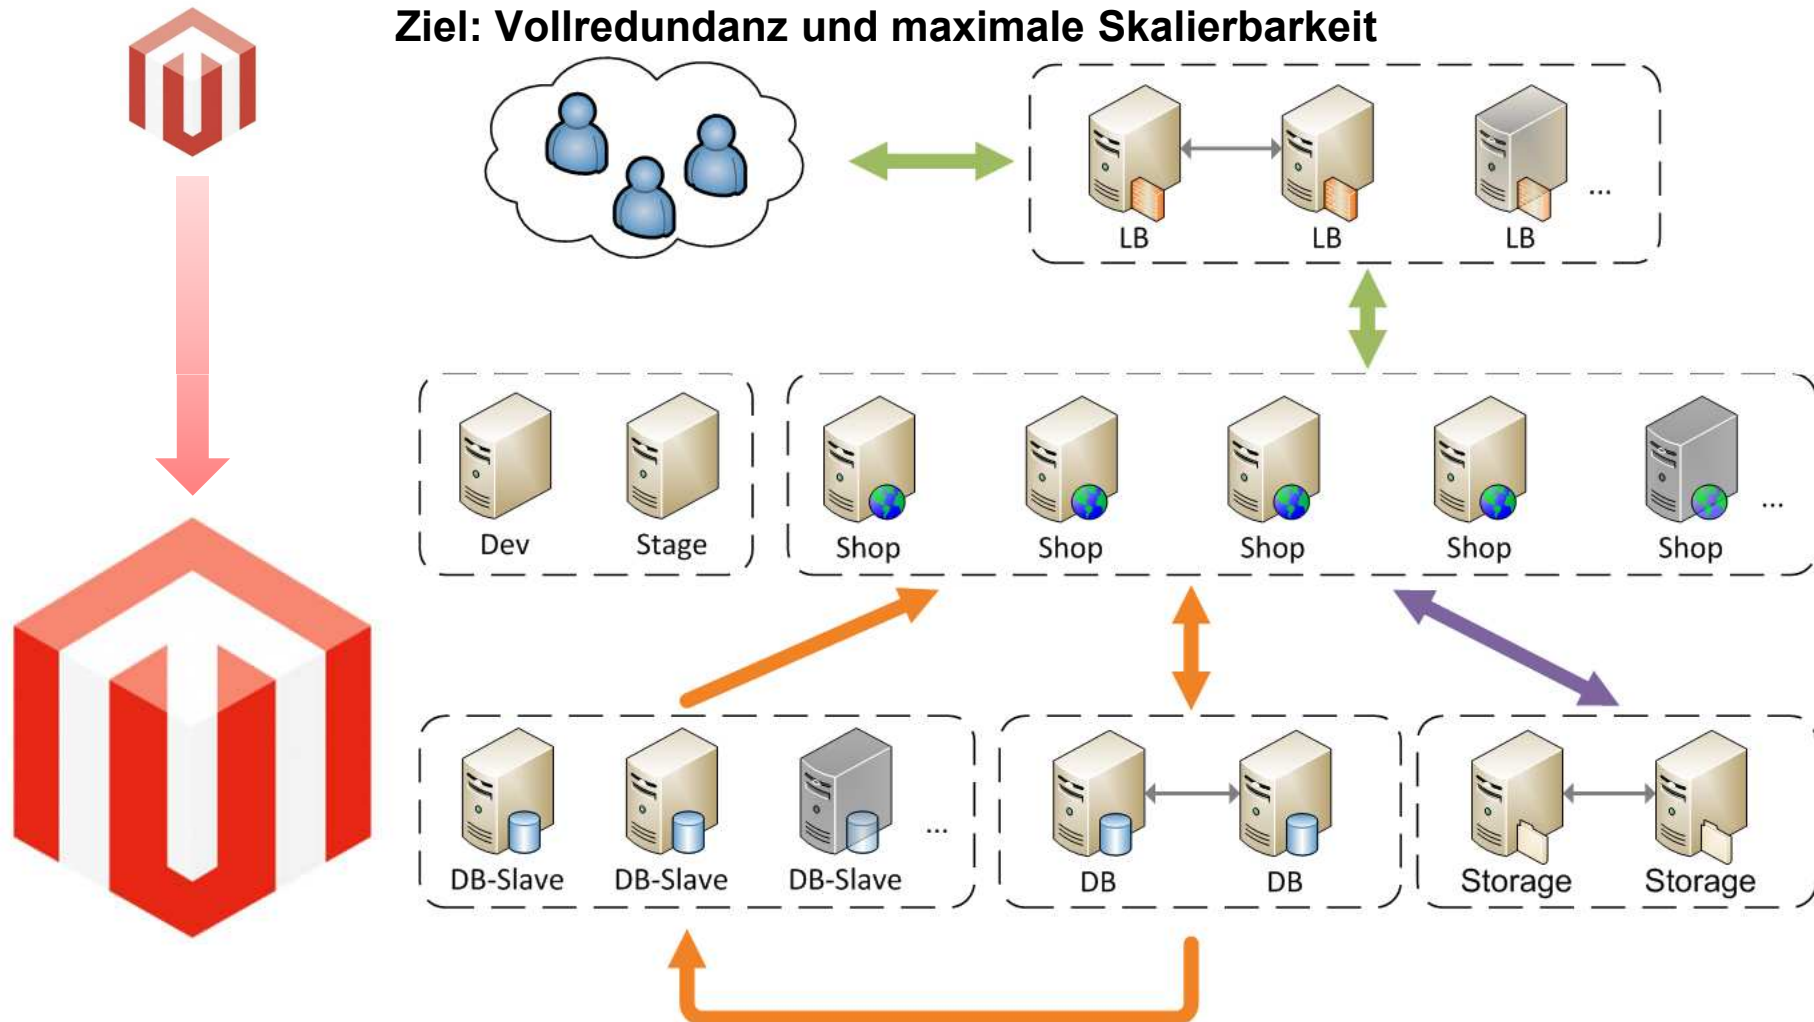 Ziel: Vollredundanz und maximale Skalierbarkeit
LB LB LB ...
Dev Stage Shop Shop Shop Shop Shop ...
DB-Slave DB-Slave DB-Slave ... DB DB Storage Storage